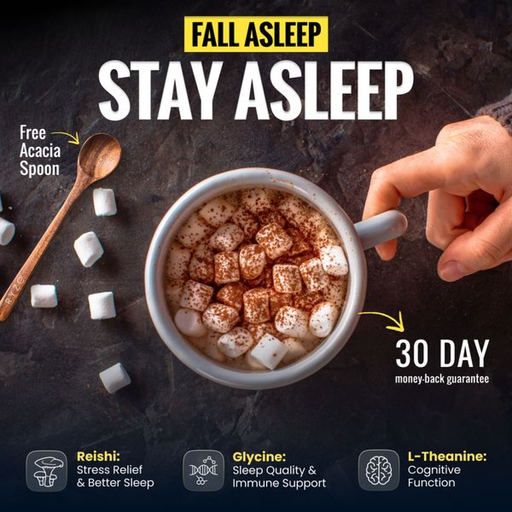 FALL ASLEEP
STAY ASLEEP
Free
Acacia
Spoon
RYZE
30 DAY
money-back guarantee
Reishi:
Stress Relief
& Better Sleep
Glycine:
Sleep Quality &
Immune Support
L-Theanine:
Cognitive
Function